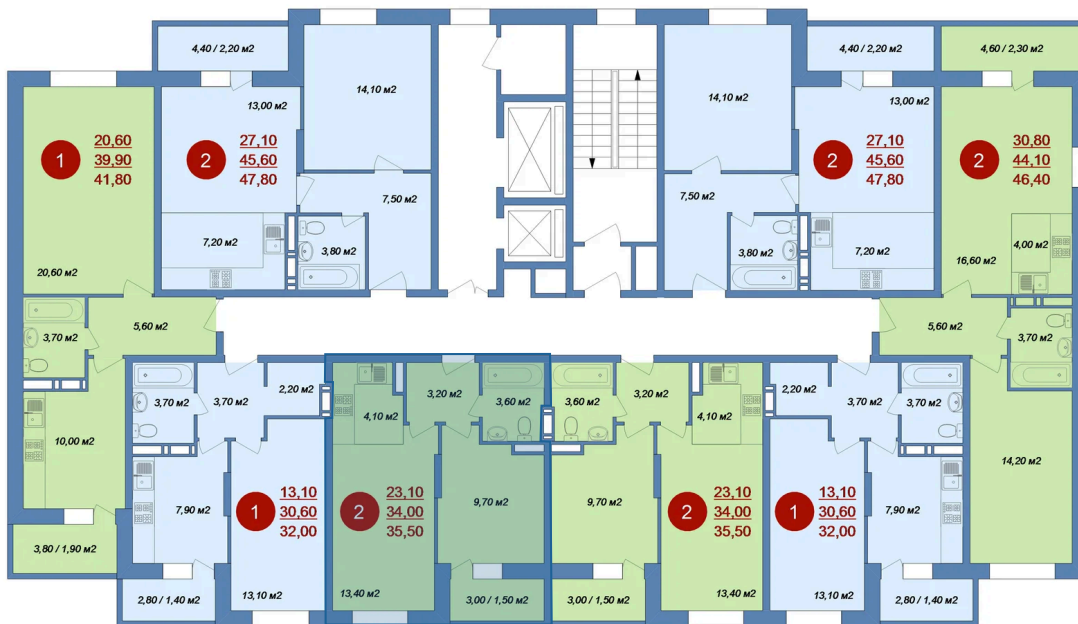 4,40 / 2,20 м2
14,10 м2
13,00 м2
2
27,10
45,60
47,80
7,20 м2
7,50 м2
3,80 м2
1
20,60
39,90
41,80
20,60 м2
3,70 м2
5,60 м2
10,00 м2
3,80 / 1,90 м2
14,10 м2
4,40 / 2,20 м2
13,00 м2
2
27,10
45,60
47,80
7,50 м2
3,80 м2
7,20 м2
4,60 / 2,30 м2
2
30,80
44,10
46,40
4,00 м2
16,60 м2
5,60 м2
3,70 м2
14,20 м2
3,70 м2
3,70 м2
2,20 м2
7,90 м2
1
13,10
30,60
32,00
2,80 / 1,40 м2
13,10 м2
4,10 м2
3,20 м2
3,60 м2
2
23,10
34,00
35,50
9,70 м2
13,40 м2
3,00 / 1,50 м2
3,60 м2
3,20 м2
4,10 м2
9,70 м2
2
23,10
34,00
35,50
3,00 / 1,50 м2
13,40 м2
2,20 м2
3,70 м2
3,70 м2
1
13,10
30,60
32,00
7,90 м2
13,10 м2
2,80 / 1,40 м2